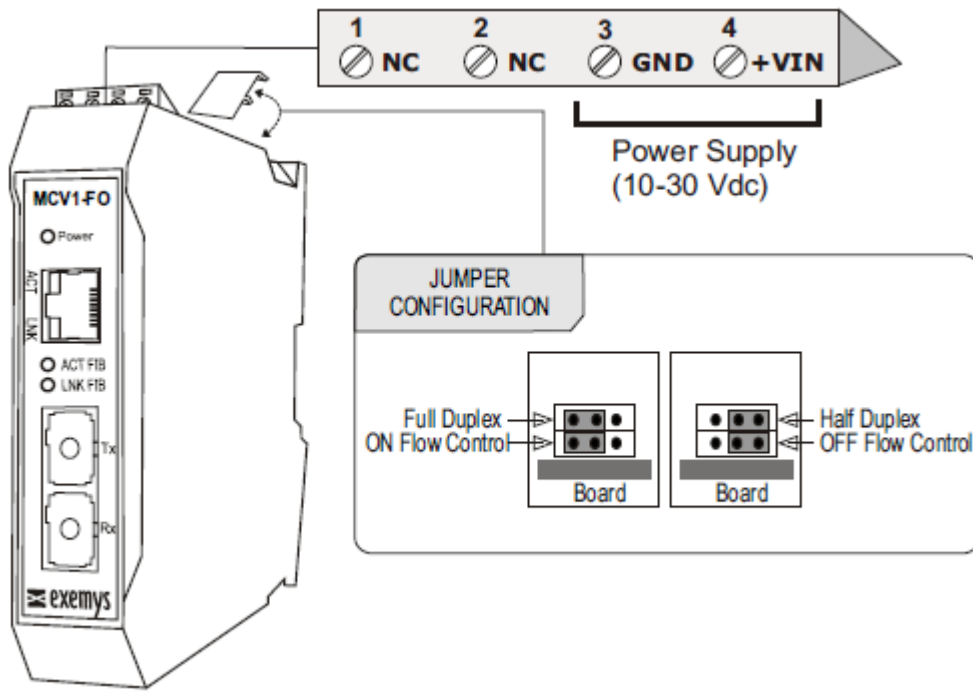 1 2 3 4
NC NC GND +VIN
Power Supply
(10-30 Vdc)
MCV1-FO
Power
ACT
LNK
ACT FIB
LNK FIB
Tx
Rx
exemys
JUMPER
CONFIGURATION
Full Duplex
ON Flow Control
Board
Half Duplex
OFF Flow Control
Board